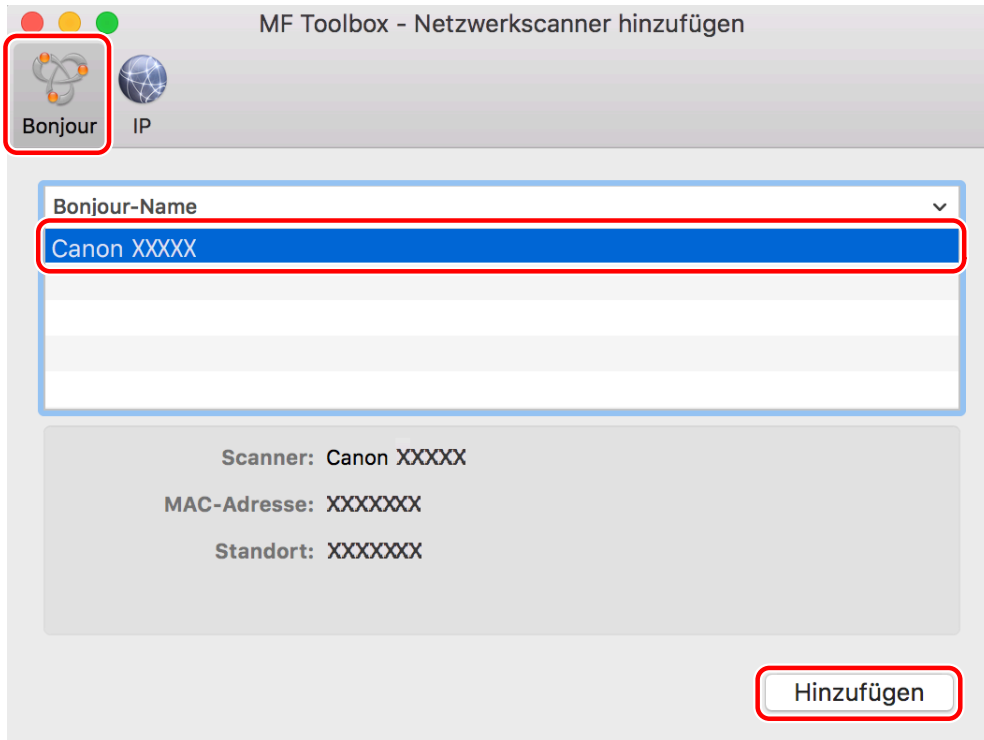 MF Toolbox - Netzwerkscanner hinzufügen
Bonjour IP
Bonjour-Name
Canon XXXXX
Scanner: Canon XXXXX
MAC-Adresse: XXXXXXX
Standort: XXXXXXX
Hinzufügen